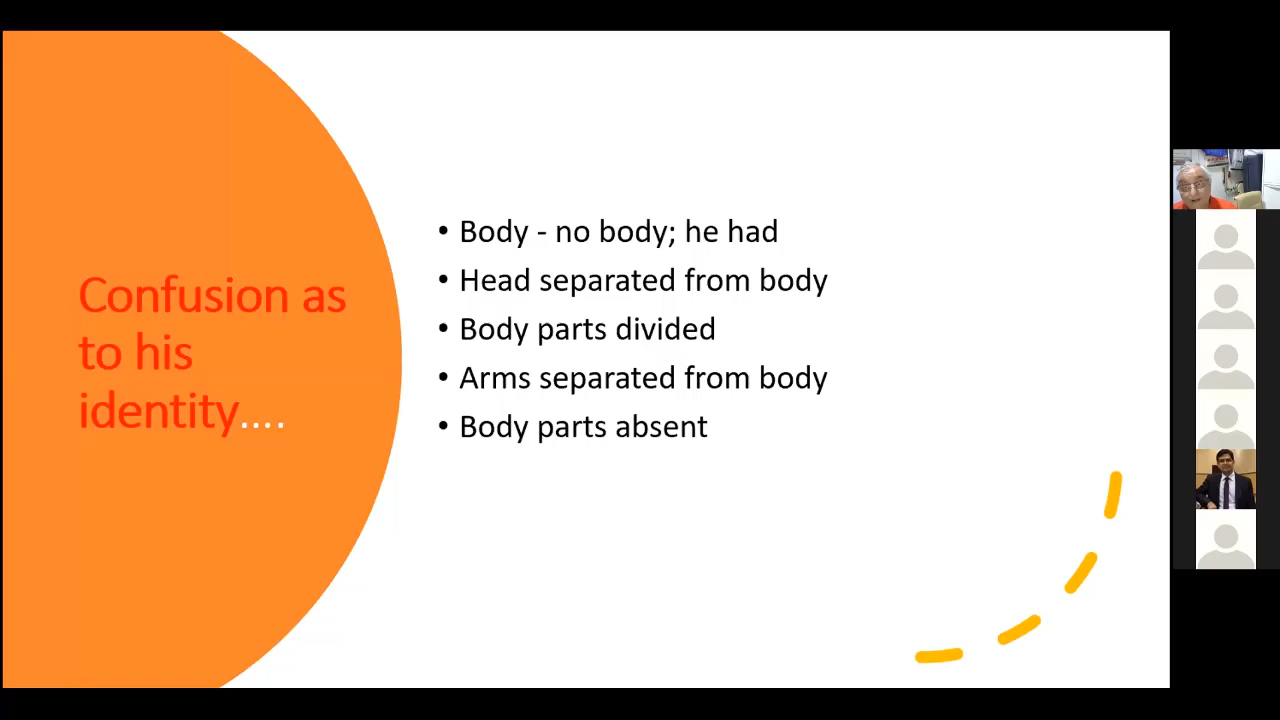 Confusion as
to his
identity....
• Body - no body; he had
• Head separated from body
• Body parts divided
• Arms separated from body
• Body parts absent